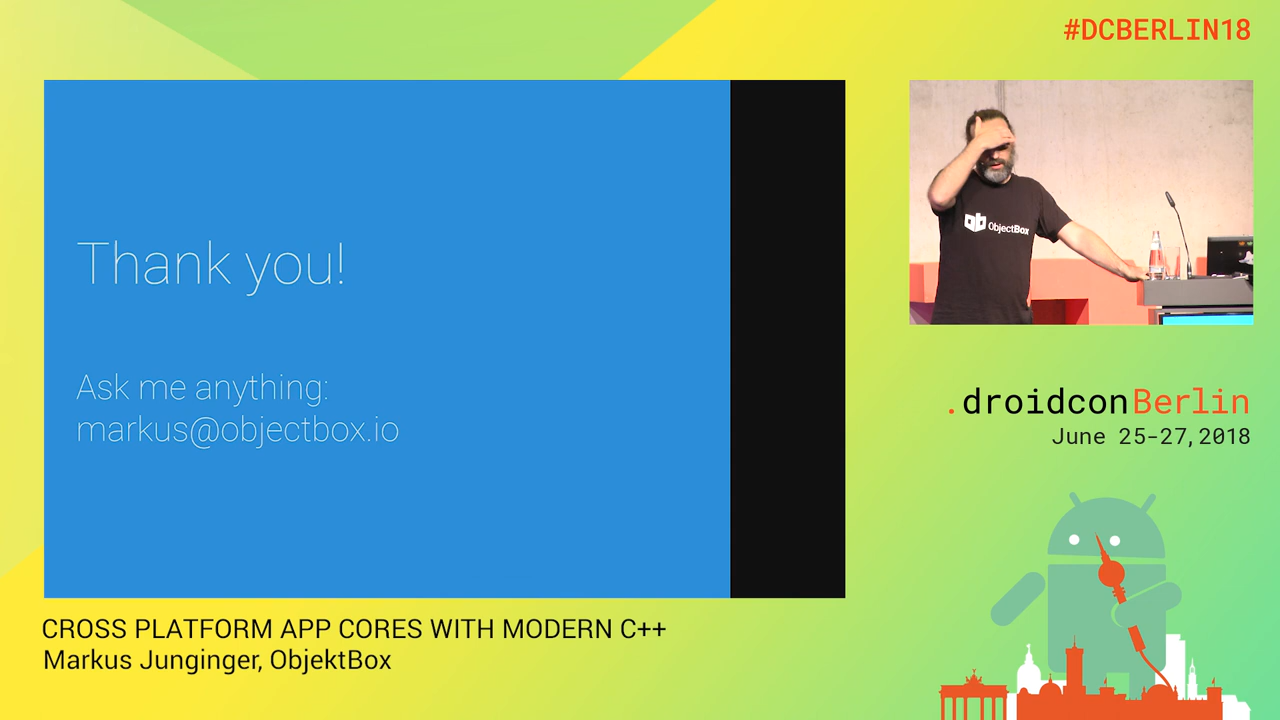 #DCBERLIN18
Thank you!
Ask me anything:
markus@objectbox.io
ob ObjectBox
.droidconBerlin
June 25-27, 2018
CROSS PLATFORM APP CORES WITH MODERN C++
Markus Junginger, ObjektBox